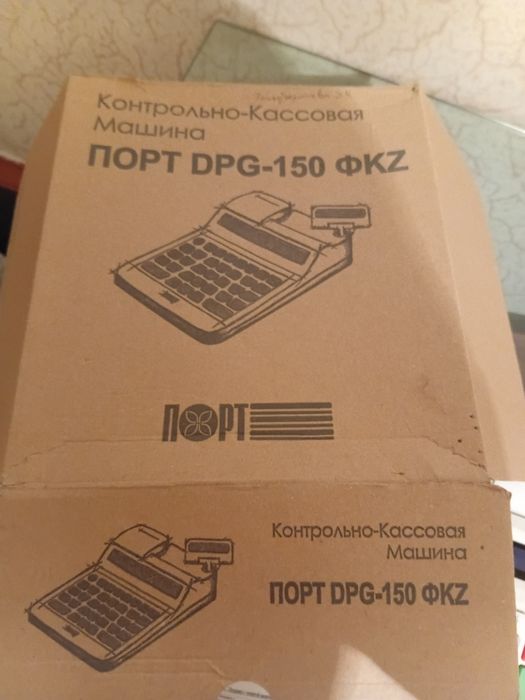 Контрольно-Кассовая
Машина
ПОРТ DPG-150 ФKZ
ПОРТ
Контрольно-Кассовая
Машина
ПОРТ DPG-150 ФKZ